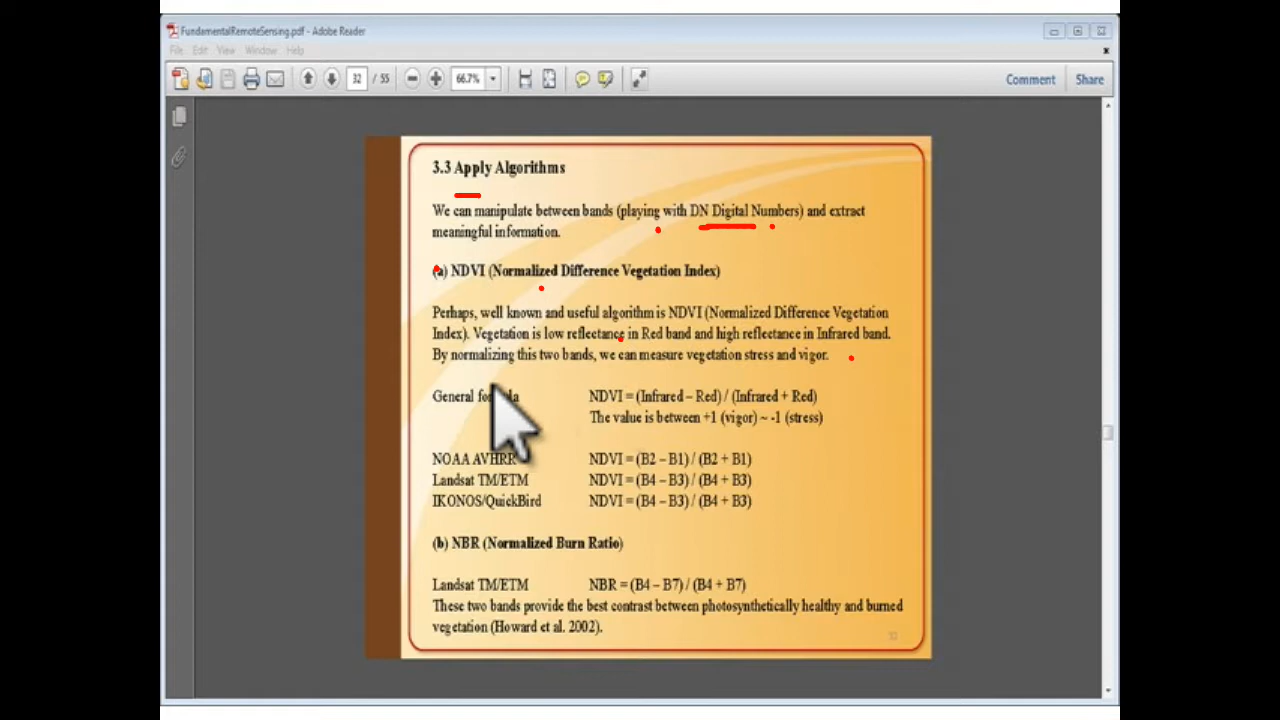 FundamentalRemoteSensing.pdf - Adobe Reader
File Edit View Window Help
32 / 55 66.7% Comment Share
3.3 Apply Algorithms
We can manipulate between bands (playing with DN Digital Numbers) and extract
meaningful information.
(a) NDVI (Normalized Difference Vegetation Index)
Perhaps, well known and useful algorithm is NDVI (Normalized Difference Vegetation
Index). Vegetation is low reflectance in Red band and high reflectance in Infrared band.
By normalizing this two bands, we can measure vegetation stress and vigor.
General NDVI = (Infrared – Red) / (Infrared + Red)
The value is between +1 (vigor) ~ -1 (stress)
NOAA AVHRR NDVI = (B2 – B1) / (B2 + B1)
Landsat TM/ETM NDVI = (B4 – B3) / (B4 + B3)
IKONOS/QuickBird NDVI = (B4 – B3) / (B4 + B3)
(b) NBR (Normalized Burn Ratio)
Landsat TM/ETM NBR = (B4 – B7) / (B4 + B7)
These two bands provide the best contrast between photosynthetically healthy and burned
vegetation (Howard et al. 2002).